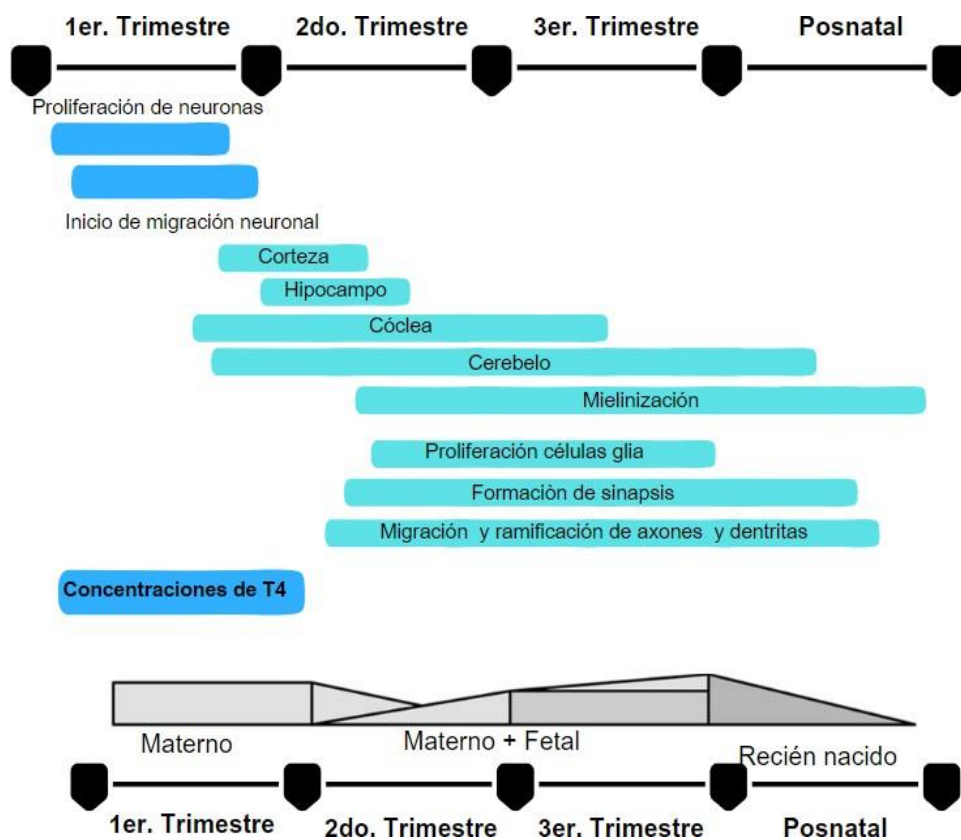 1er. Trimestre 2do. Trimestre 3er. Trimestre Posnatal
Proliferación de neuronas
Inicio de migración neuronal
Corteza
Hipocampo
Cóclea
Cerebelo
Mielinización
Proliferación células glia
Formaciòn de sinapsis
Migración y ramificación de axones y dentritas
Concentraciones de T4
Materno Materno + Fetal Recién nacido
1er. Trimestre 2do. Trimestre 3er. Trimestre Posnatal